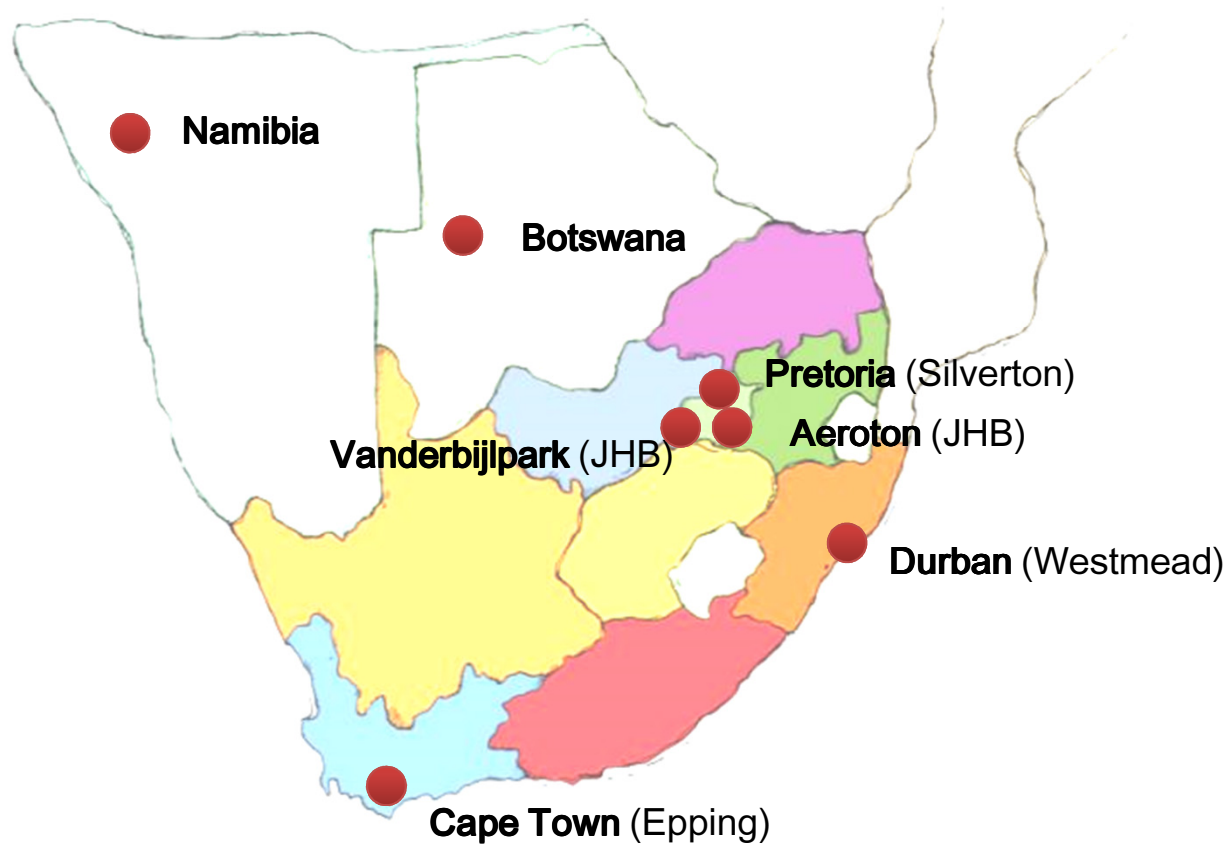 Namibia
Botswana
Pretoria (Silverton)
Aeroton (JHB)
Vanderbijlpark (JHB)
Durban (Westmead)
Cape Town (Epping)